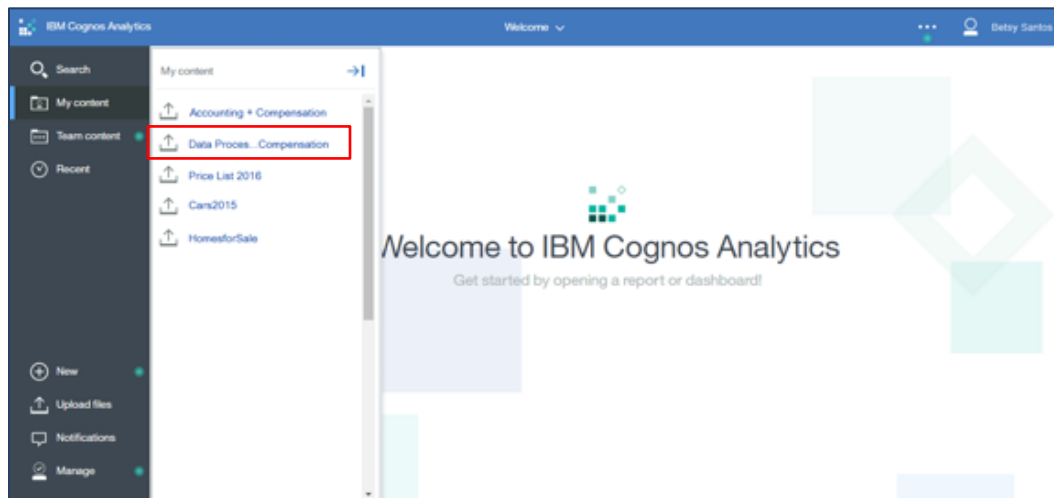 IBM Cognos Analytics
Welcome
Betsy Santos
Search
My content
Team content
Recent
New
Upload files
Notifications
Manage
My content
Accounting + Compensation
Data Proces...Compensation
Price List 2016
Cars2015
HomesforSale
Welcome to IBM Cognos Analytics
Get started by opening a report or dashboard!